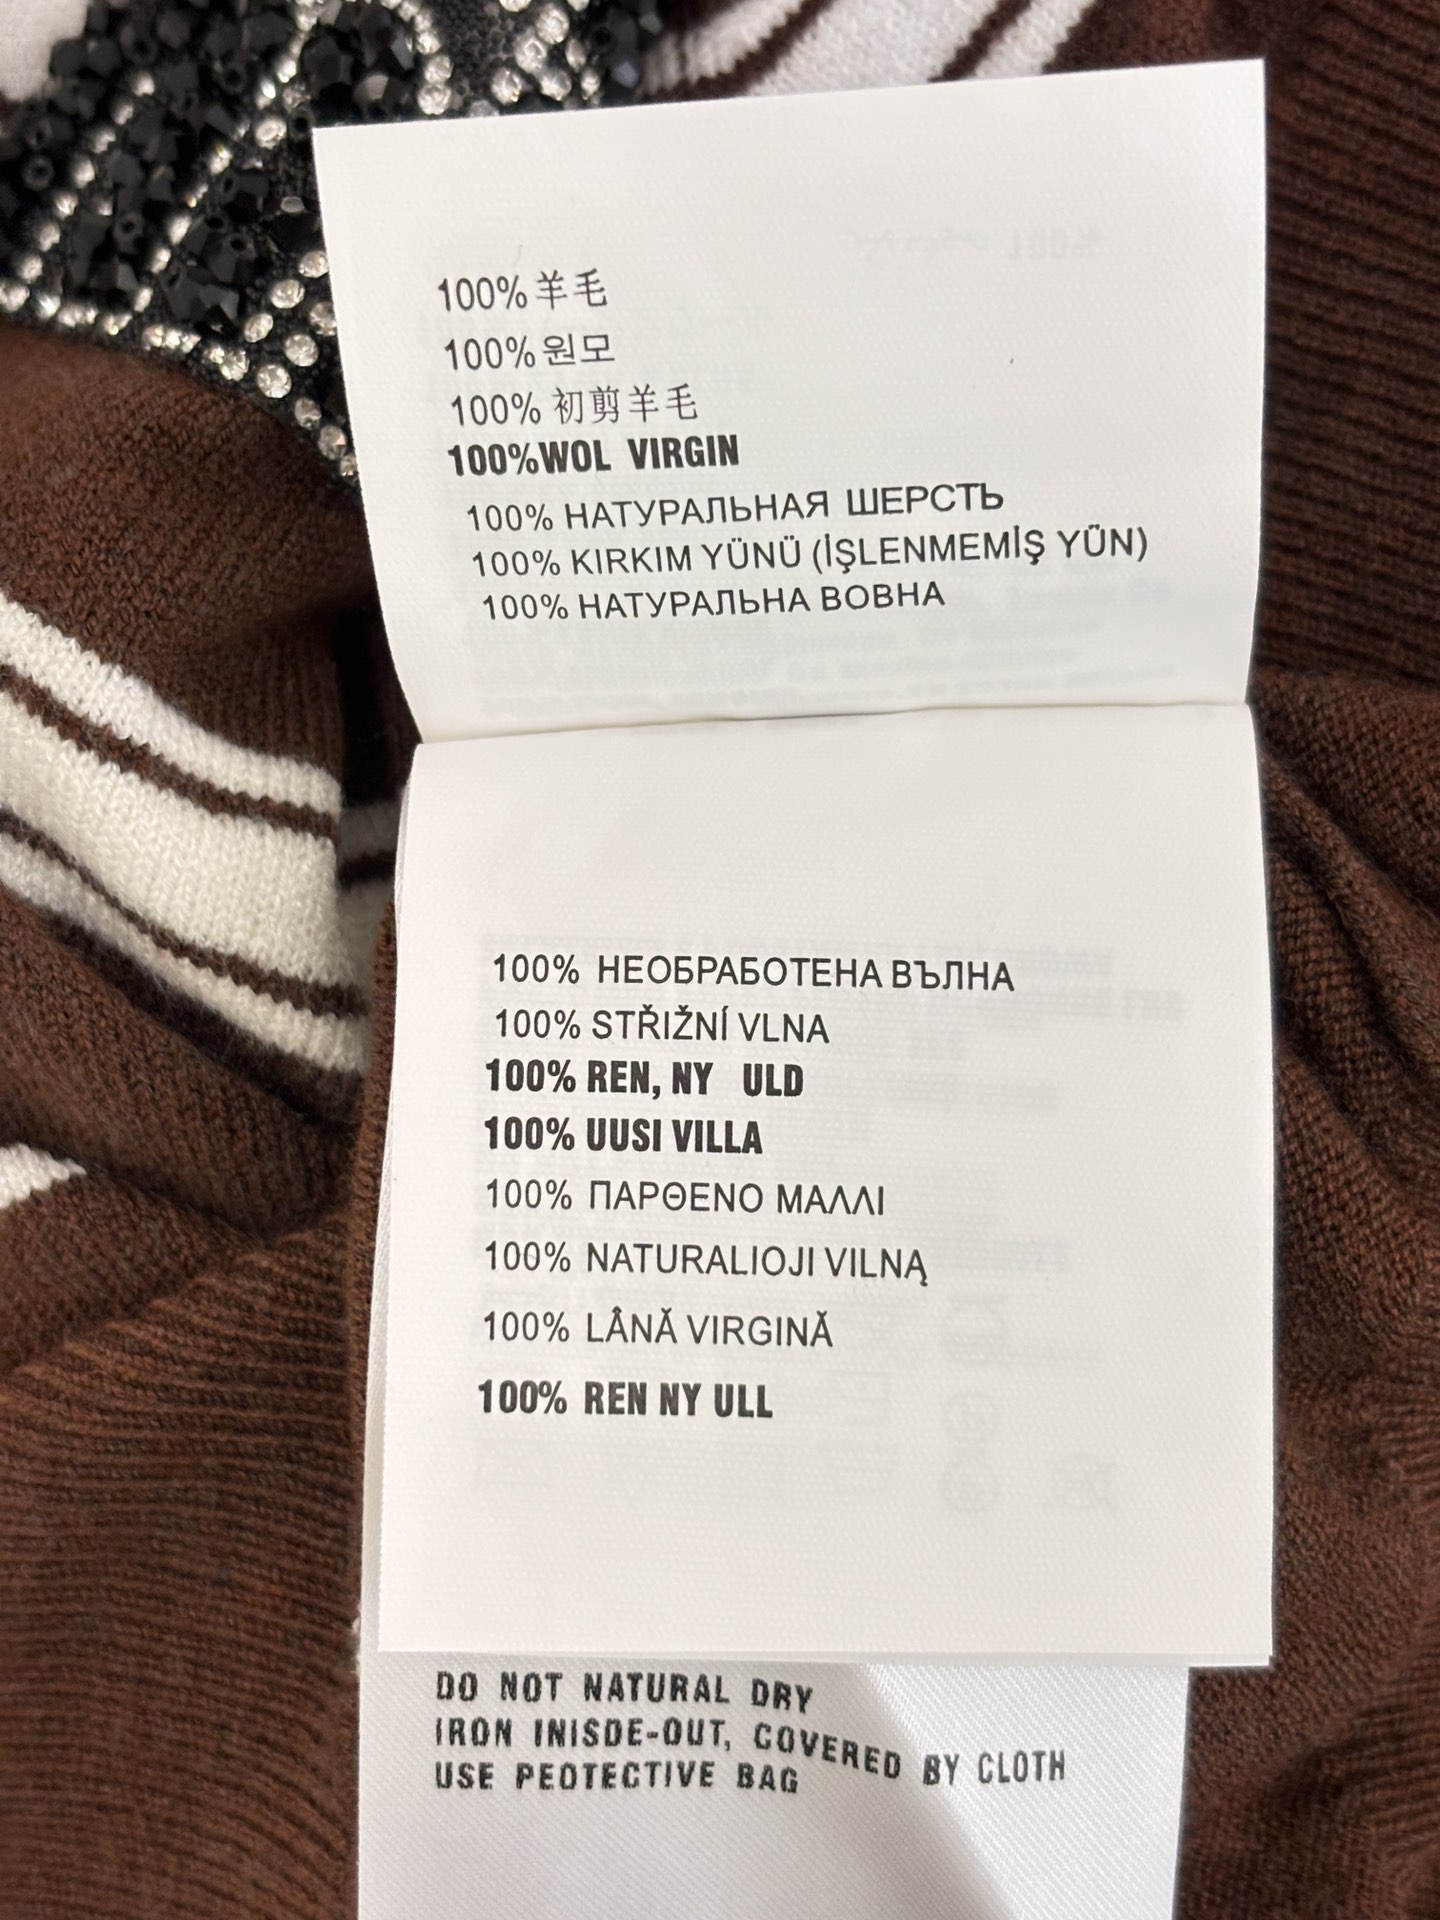 100%羊毛
100%원모
100% 初剪羊毛
100%WOL VIRGIN
100% НАТУРАЛЬНАЯ ШЕРСТЬ
100% KIRKIM YÜNÜ (İŞLENMEMİŞ YÜN)
100% НАТУРАЛЬНА ВОВНА
100% НЕОБРАБОТЕНА ВЪЛНА
100% STŘIŽNÍ VLNA
100% REN, NY ULD
100% UUSI VILLA
100% ΠΑΡΘΕΝΟ ΜΑΛΛΙ
100% NATURALIOJI VILNĄ
100% LÂNĂ VIRGINĂ
100% REN NY ULL
DO NOT NATURAL DRY
IRON INISDE-OUT, COVERED BY CLOTH
USE PEOTECTIVE BAG